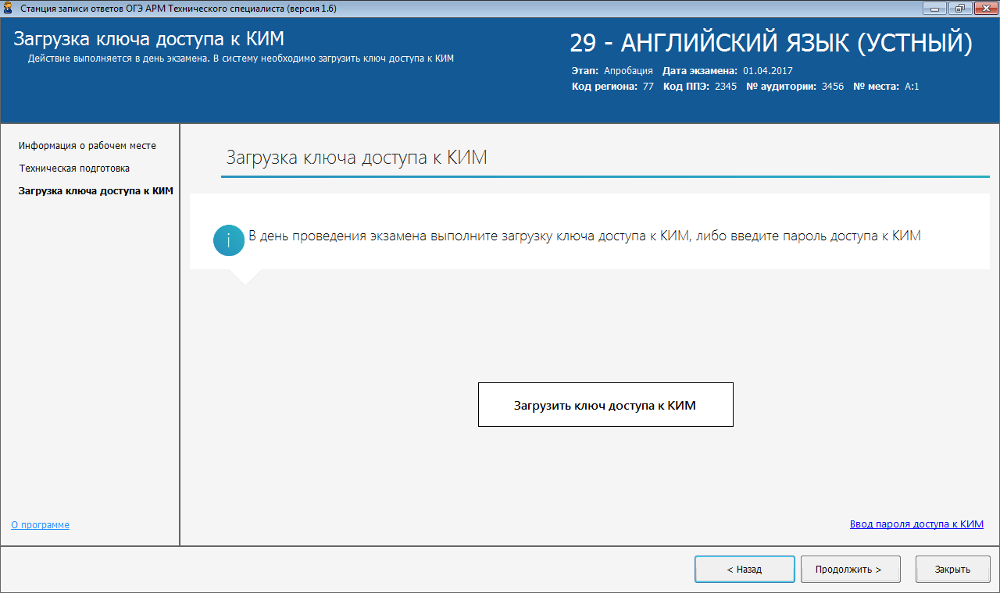 Станция записи ответов ОГЭ АРМ Технического специалиста (версия 1.6)
Загрузка ключа доступа к КИМ
Действие выполняется в день экзамена. В систему необходимо загрузить ключ доступа к КИМ
29 - АНГЛИЙСКИЙ ЯЗЫК (УСТНЫЙ)
Этап: Апробация Дата экзамена: 01.04.2017
Код региона: 77 Код ППЭ: 2345 № аудитории: 3456 № места: А:1
Информация о рабочем месте
Техническая подготовка
Загрузка ключа доступа к КИМ
О программе
Загрузка ключа доступа к КИМ
i В день проведения экзамена выполните загрузку ключа доступа к КИМ, либо введите пароль доступа к КИМ
Загрузить ключ доступа к КИМ
Ввод пароля доступа к КИМ
< Назад
Продолжить >
Закрыть